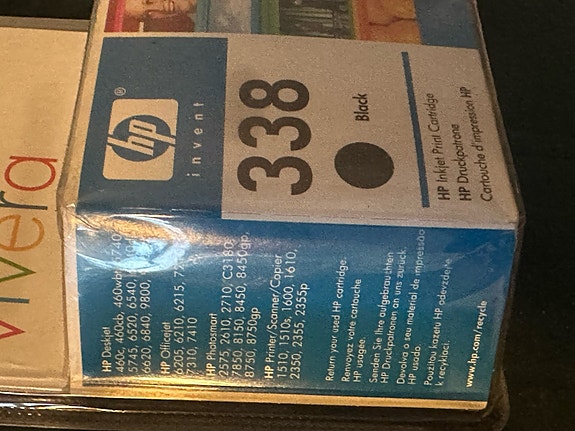 vivera
hp
®
invent
338
Black
HP Inkjet Print Cartridge
HP Druckpatrone
Cartouche d'impression HP
HP Deskjet
460c, 460cb, 460wbt,
5745, 6520, 6540,
6620, 6840, 9800,
HP Officejet
6205, 6210, 6215,
7310, 7410
HP Photosmart
2575, 2610, 2710, C3180,
7850, 8150, 8450, 8450gp,
8750, 8750gp
HP Printer/Scanner/Copier
1510, 1510s, 1600, 1610,
2350, 2355, 2355p
Return your used HP cartridge.
Renvoyez votre cartouche
HP usagée.
Senden Sie Ihre aufgebrauchten
HP Druckpatronen an uns zurück.
Devolva o seu material de impressão
HP usado.
Použitou kazetu HP odevzdejte
k recyklaci.
www.hp.com/recycle